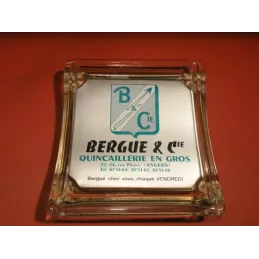 B
&
Cie
BERGUE & CIE
QUINCAILLERIE EN GROS
(ANGERS)
Bergue chez vous, chaque VENDREDI